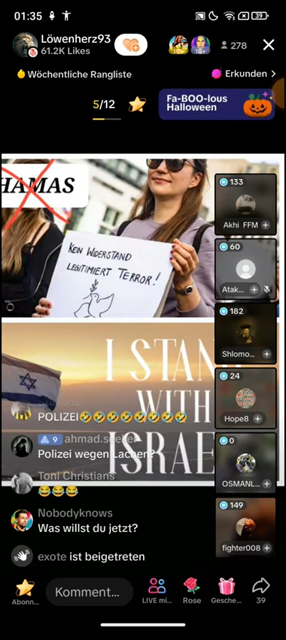 01:35
39
Löwenherz93
61.2K Likes
278
Wöchentliche Rangliste
Erkunden >
5/12
Fa-BOO-lous
Halloween
HAMAS
KEIN WIDERSTAND
LEGITIMIERT TERROR!
133
Akhi FFM
60
Atak...
182
Shlomo...
24
Hope8
0
OSMANL...
149
fighter008
I STAN
WITH
ISRAE
POLIZEI🤣🤣🤣🤣🤣🤣🤣🤣
9 ahmad.s
Polizei wegen Lachen?
Toni Christians
😂😂😂
Nobodyknows
Was willst du jetzt?
exote ist beigetreten
Abonn...
Komment...
LIVE mi...
Rose
Gesche...
39